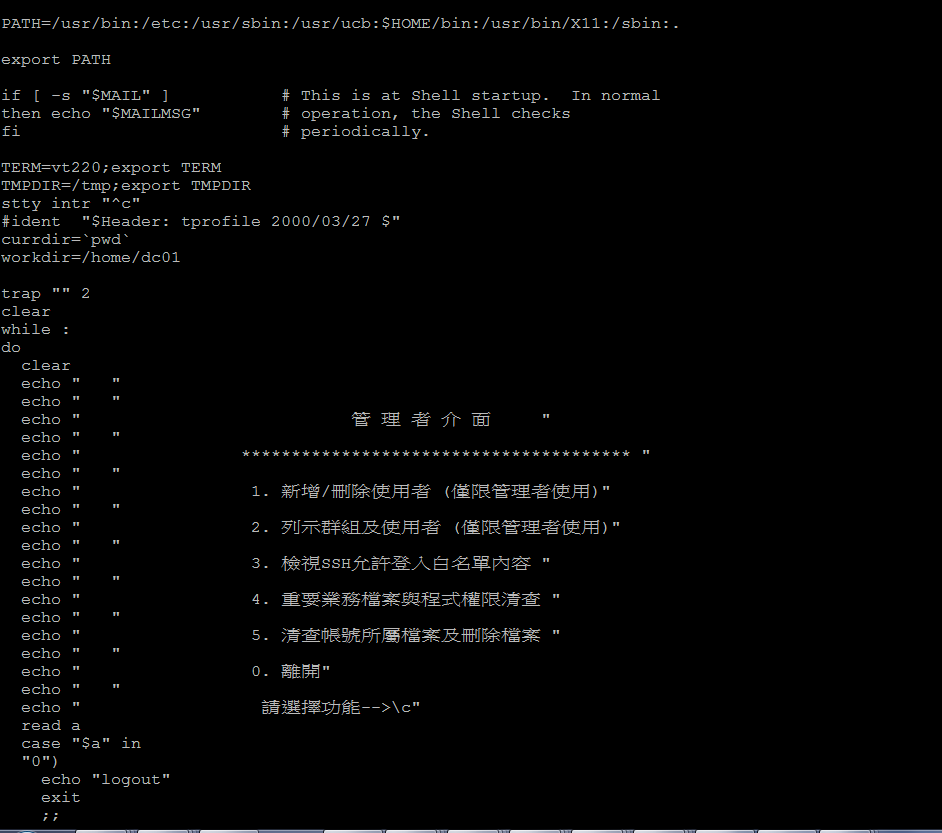 PATH=/usr/bin:/etc:/usr/sbin:/usr/ucb:$HOME/bin:/usr/bin/X11:/sbin:.
export PATH
if [ -s "$MAIL" ]           # This is at Shell startup.  In normal
then echo "$MAILMSG"        # operation, the Shell checks
fi                          # periodically.
TERM=vt220;export TERM
TMPDIR=/tmp;export TMPDIR
stty intr "^c"
#ident  "$Header: tprofile 2000/03/27 $"
currdir=`pwd`
workdir=/home/dc01
trap "" 2
clear
while :
do
  clear
  echo "   "
  echo "   "
  echo "                           管 理 者 介 面     "
  echo "   "
  echo "                *************************************** "
  echo "   "
  echo "                 1. 新增/刪除使用者 (僅限管理者使用)"
  echo "   "
  echo "                 2. 列示群組及使用者 (僅限管理者使用)"
  echo "   "
  echo "                 3. 檢視SSH允許登入白名單內容 "
  echo "   "
  echo "                 4. 重要業務檔案與程式權限清查 "
  echo "   "
  echo "                 5. 清查帳號所屬檔案及刪除檔案 "
  echo "   "
  echo "                 0. 離開"
  echo "   "
  echo "                  請選擇功能-->\c"
  read a
  case "$a" in
  "0")
    echo "logout"
    exit
    ;;